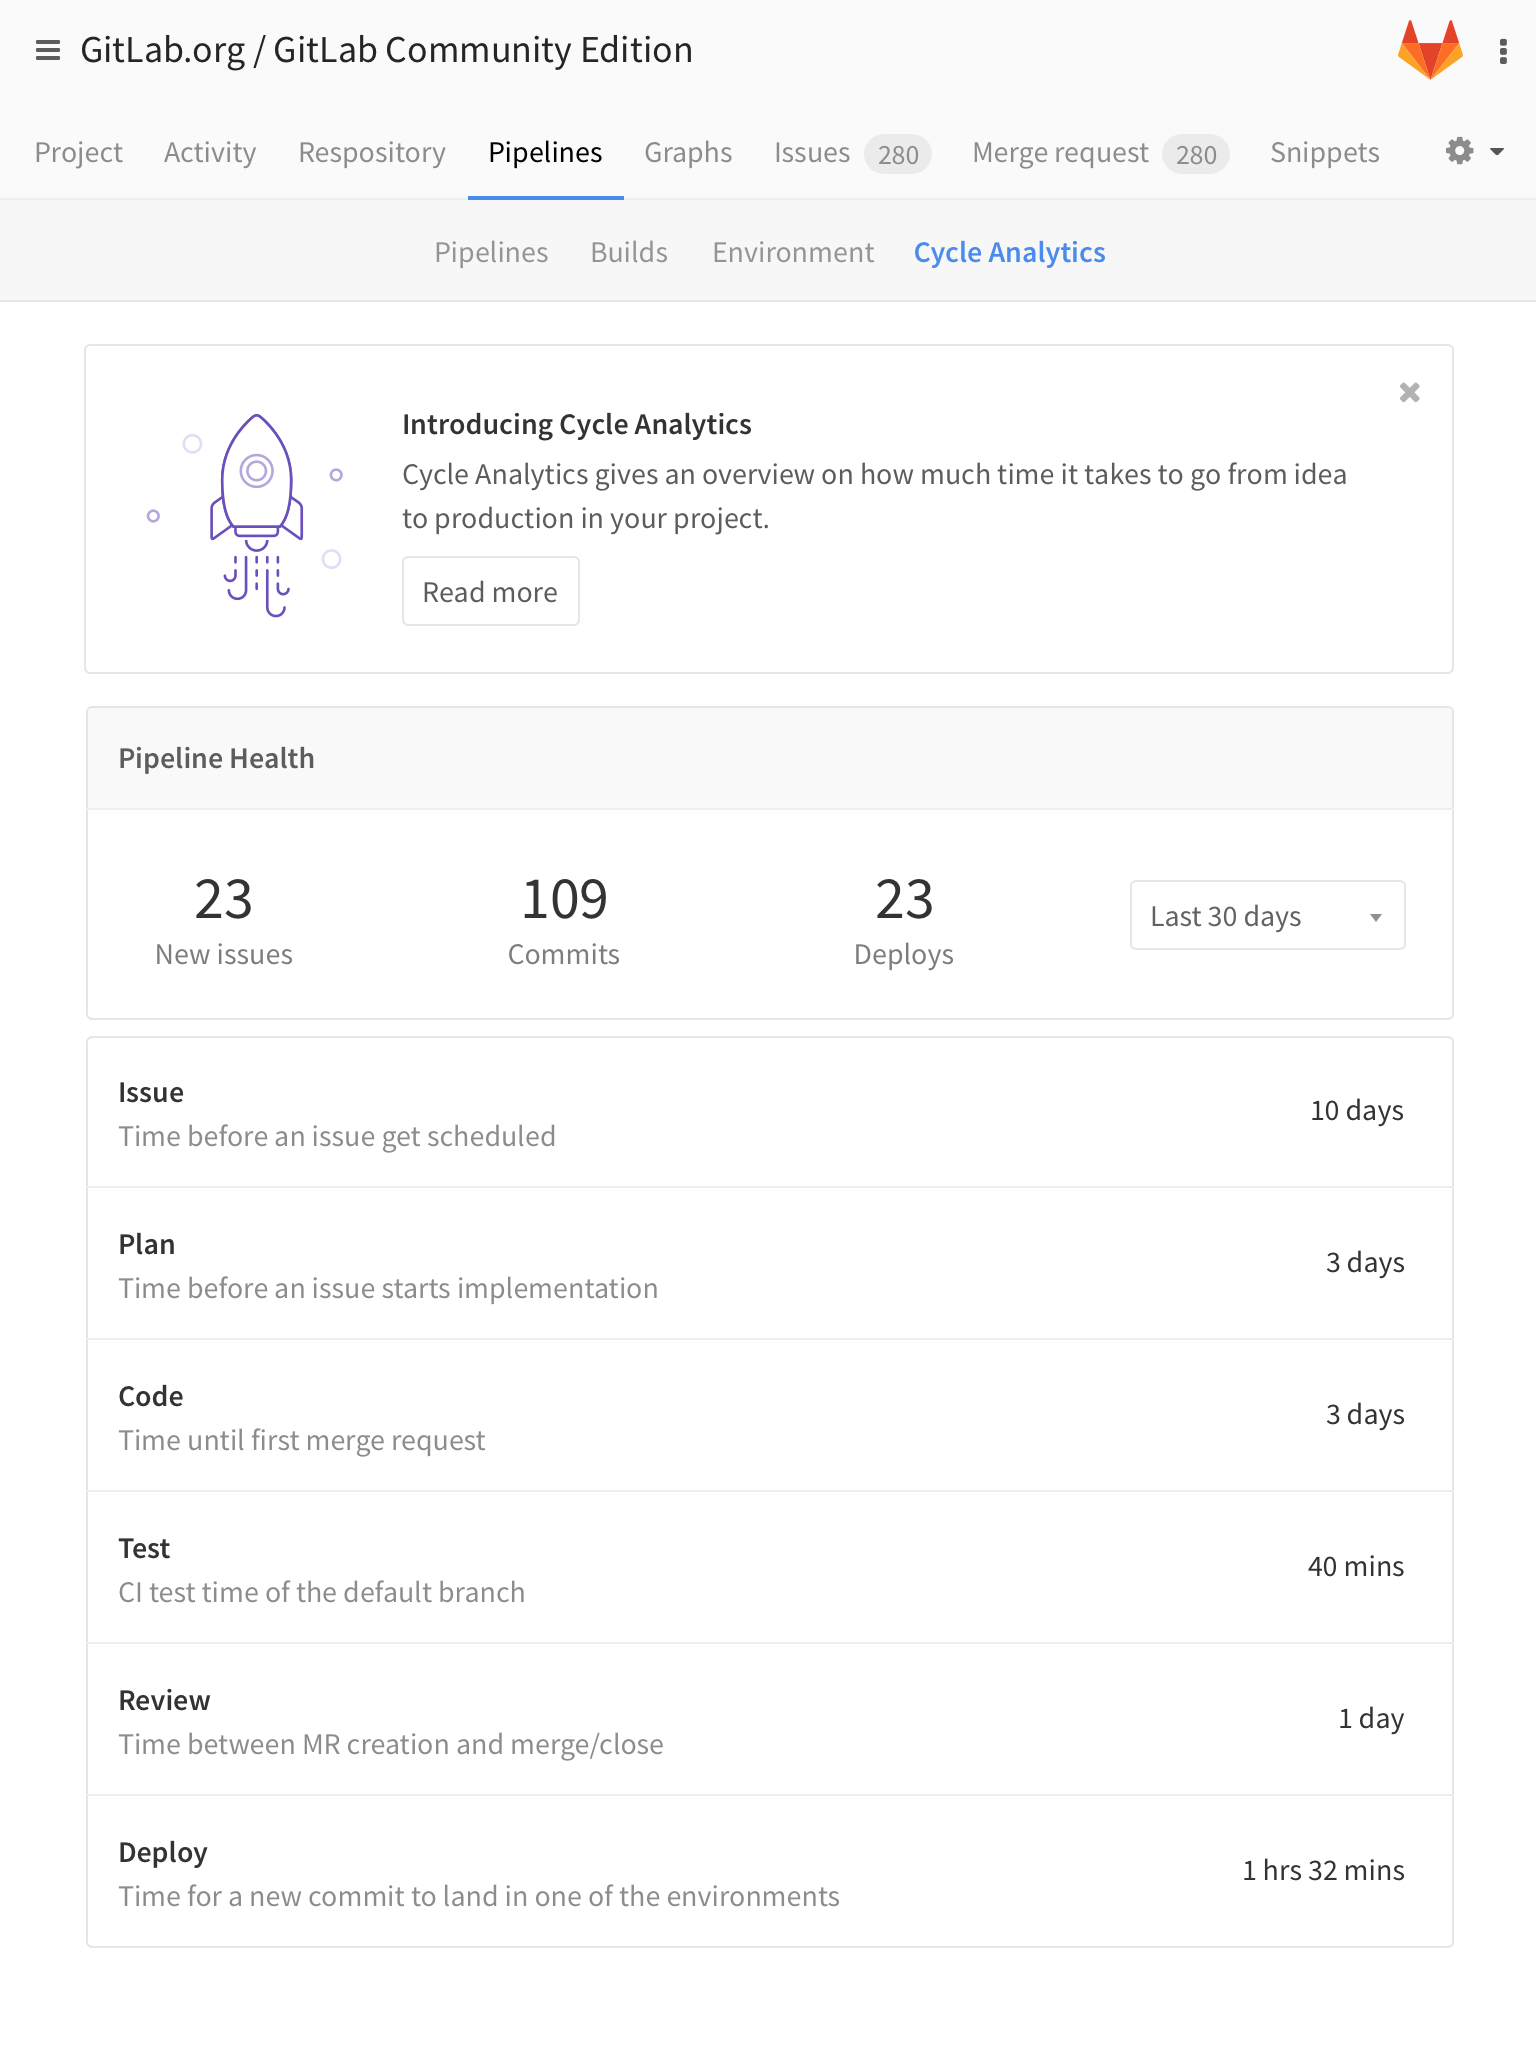 GitLab.org / GitLab Community Edition
Project Activity Respository Pipelines Graphs Issues 280 Merge request 280 Snippets
Pipelines Builds Environment Cycle Analytics
Introducing Cycle Analytics
Cycle Analytics gives an overview on how much time it takes to go from idea
to production in your project.
Read more
Pipeline Health
23 109 23
Last 30 days
New issues Commits Deploys
Issue
10 days
Time before an issue get scheduled
Plan
3 days
Time before an issue starts implementation
Code
3 days
Time until first merge request
Test
40 mins
CI test time of the default branch
Review
1 day
Time between MR creation and merge/close
Deploy
1 hrs 32 mins
Time for a new commit to land in one of the environments